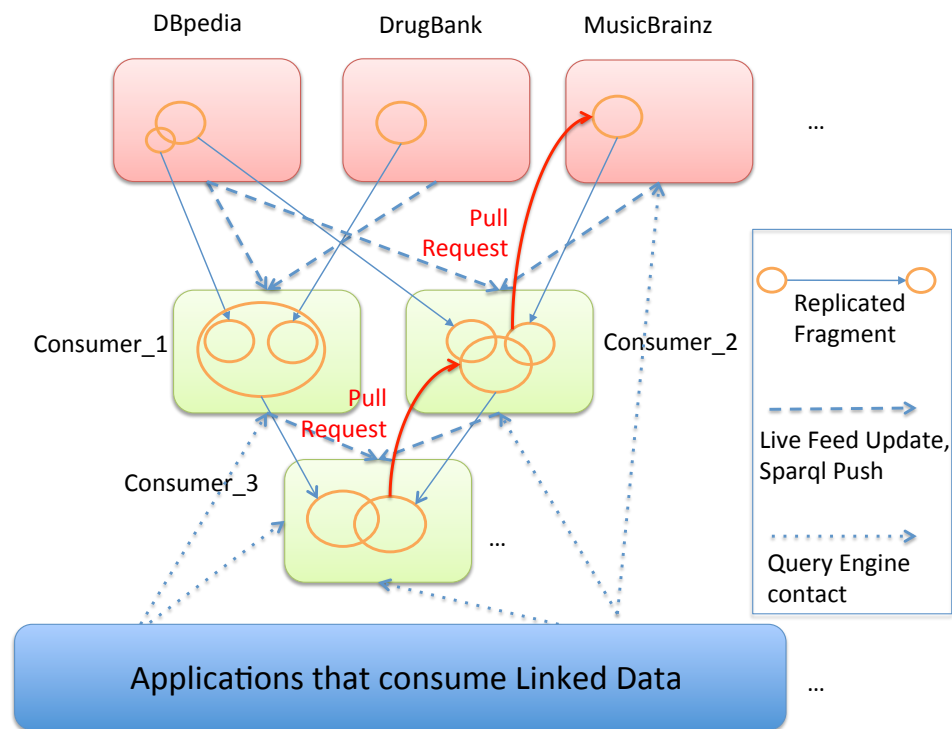 DBpedia
DrugBank
MusicBrainz
...
Pull
Request
Replicated
Fragment
Consumer_1
Consumer_2
Pull
Request
Live Feed Update,
Sparql Push
Consumer_3
...
Query Engine
contact
Applications that consume Linked Data
...